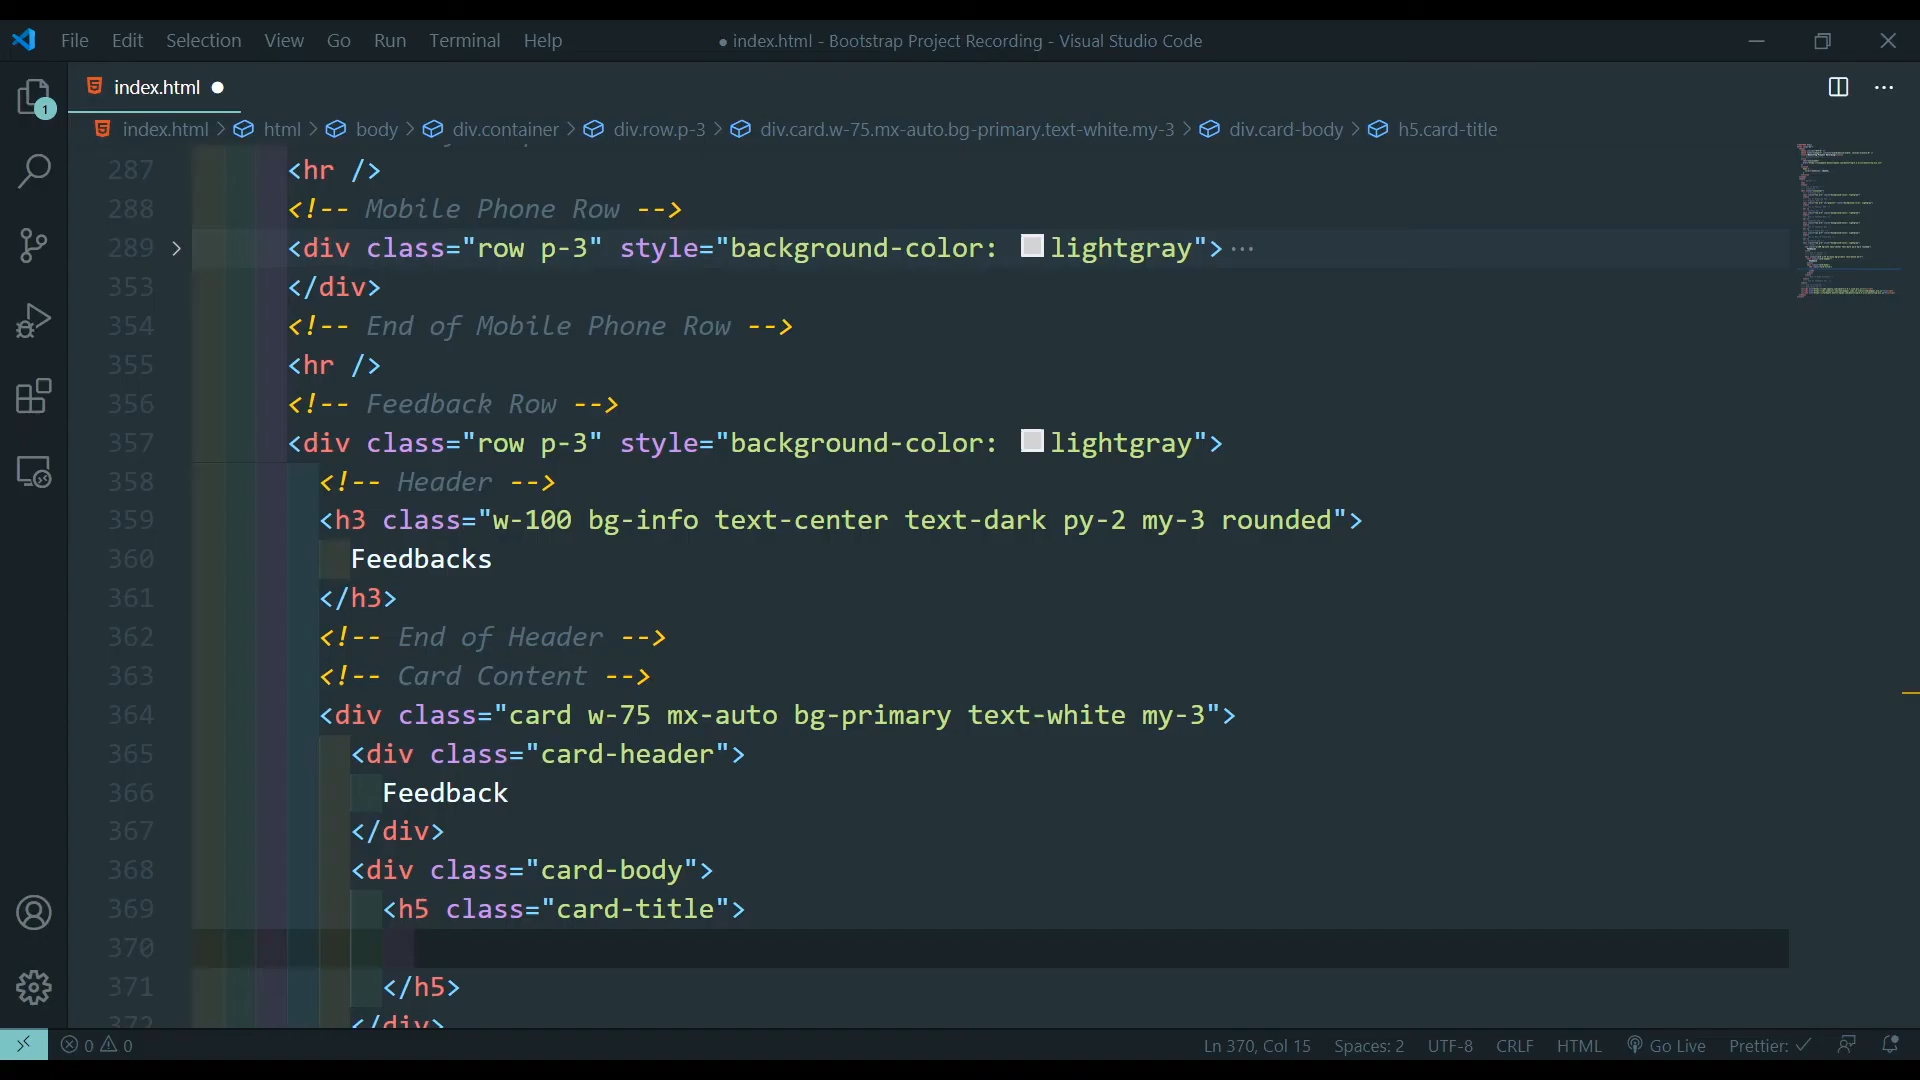 File Edit Selection View Go Run Terminal Help
● index.html - Bootstrap Project Recording - Visual Studio Code
1
index.html ●
index.html > html > body > div.container > div.row.p-3 > div.card.w-75.mx-auto.bg-primary.text-white.my-3 > div.card-body > h5.card-title
287 <hr />
288 <!-- Mobile Phone Row -->
289 <div class="row p-3" style="background-color: lightgray">···
353 </div>
354 <!-- End of Mobile Phone Row -->
355 <hr />
356 <!-- Feedback Row -->
357 <div class="row p-3" style="background-color: lightgray">
358 <!-- Header -->
359 <h3 class="w-100 bg-info text-center text-dark py-2 my-3 rounded">
360 Feedbacks
361 </h3>
362 <!-- End of Header -->
363 <!-- Card Content -->
364 <div class="card w-75 mx-auto bg-primary text-white my-3">
365 <div class="card-header">
366 Feedback
367 </div>
368 <div class="card-body">
369 <h5 class="card-title">
370
371 </h5>
372 </div>
0 0 Ln 370, Col 15 Spaces: 2 UTF-8 CRLF HTML Go Live Prettier: ✓